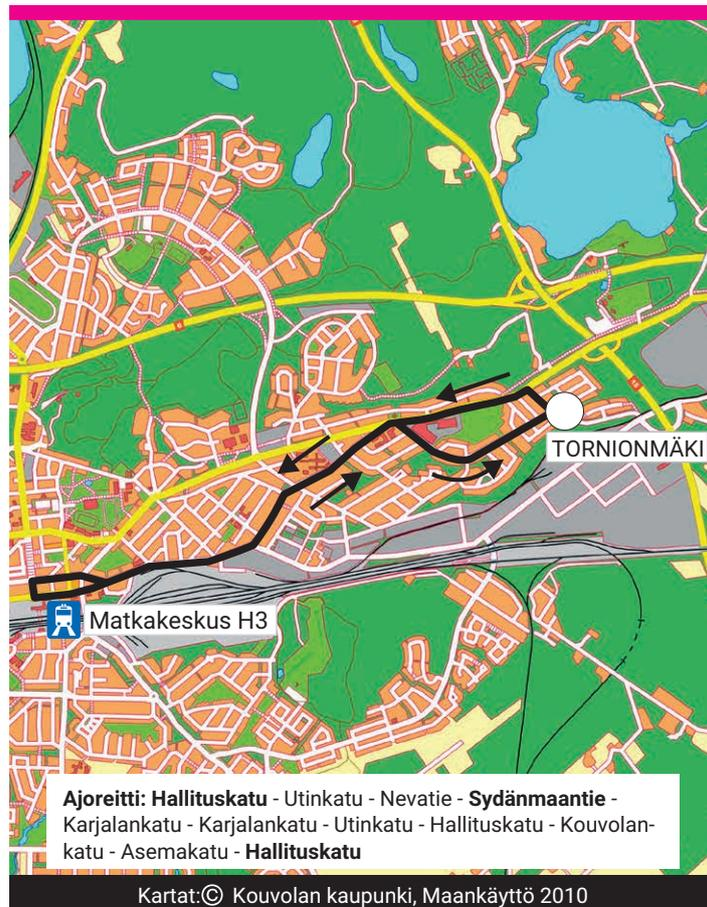 TORNIONMÄKI
Matkakeskus H3
Ajoreitti: Hallituskatu - Utinkatu - Nevatie - Sydänmaantie -
Karjalankatu - Karjalankatu - Utinkatu - Hallituskatu - Kouvolan-
katu - Asemakatu - Hallituskatu
Kartat:© Kouvolan kaupunki, Maankäyttö 2010